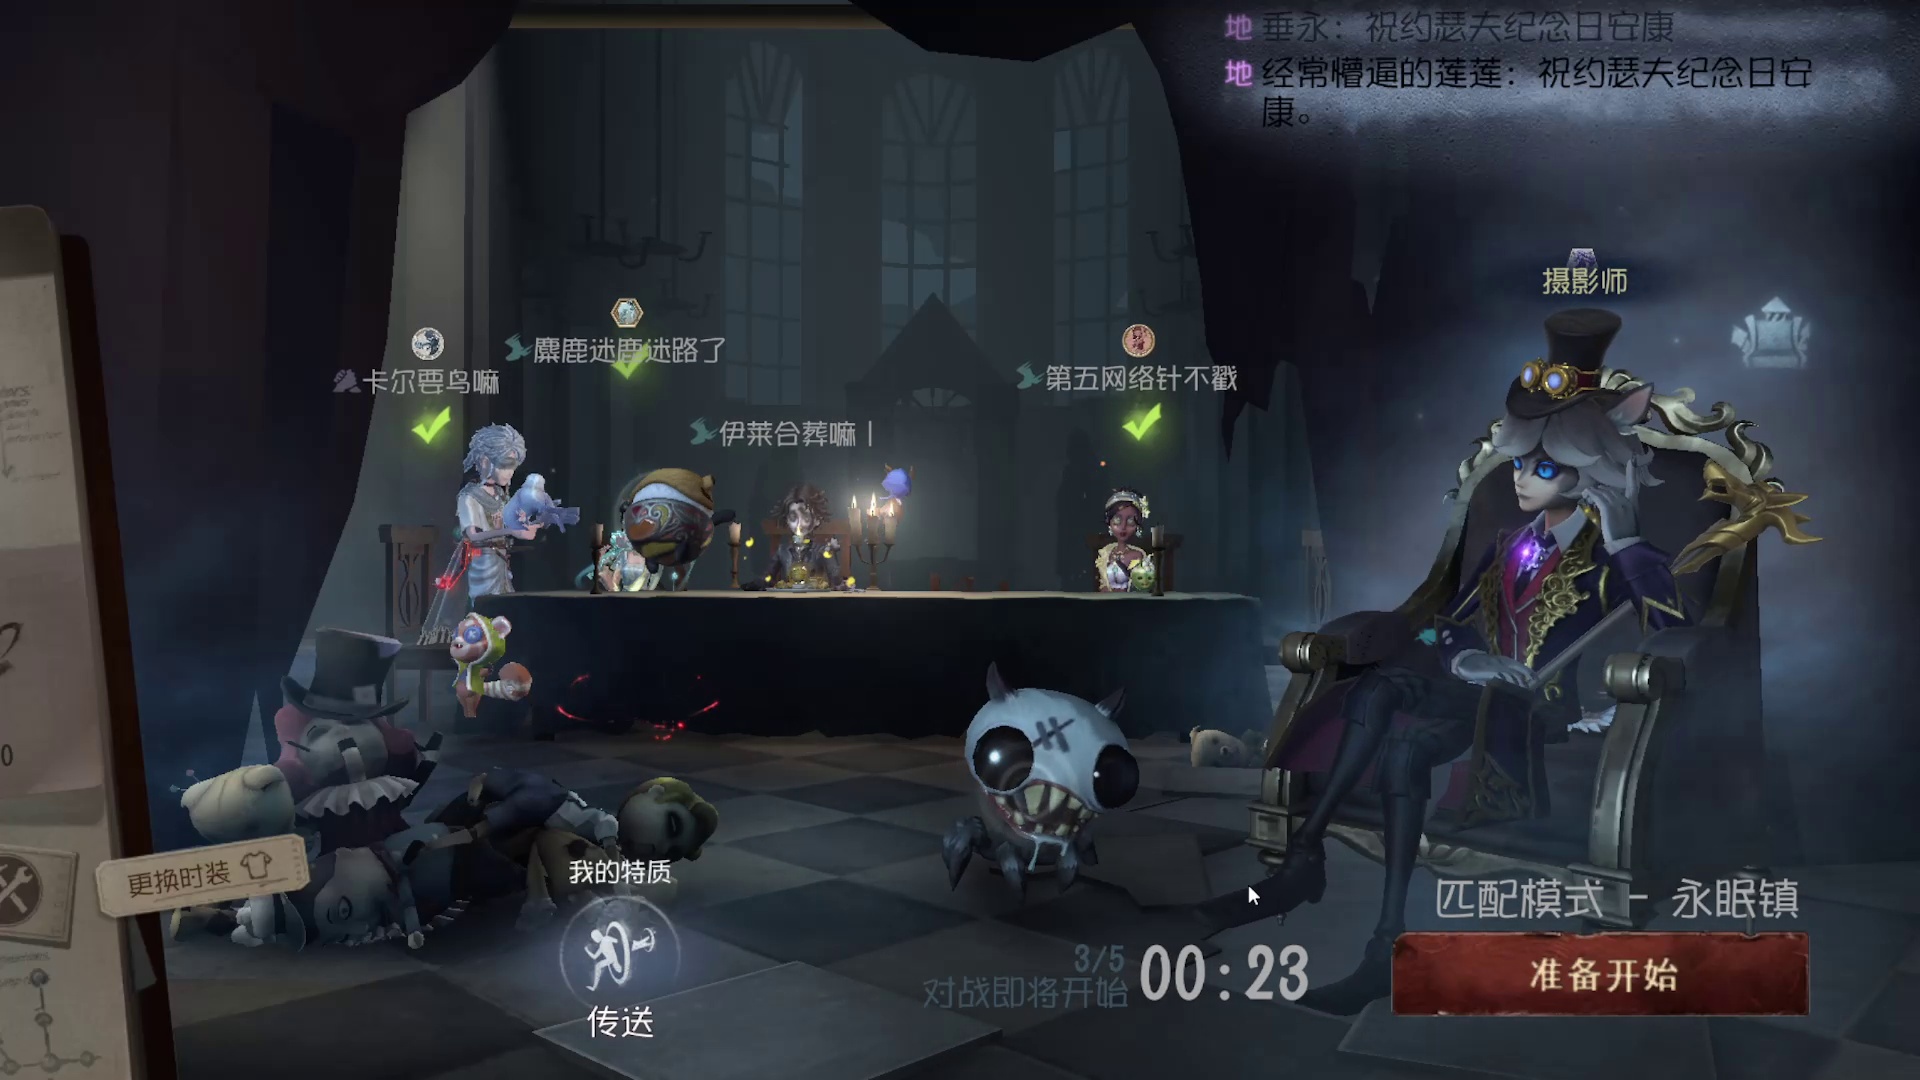 地 垂永：祝约瑟夫纪念日安康
地 经常懵逼的莲莲：祝约瑟夫纪念日安
康。
摄影师
麋鹿迷鹿迷路了
卡尔要鸟嘛
第五网络针不戳
伊莱合葬嘛丨
更换时装
我的特质
传送
匹配模式 - 永眠镇
3/5
对战即将开始 00:23
准备开始